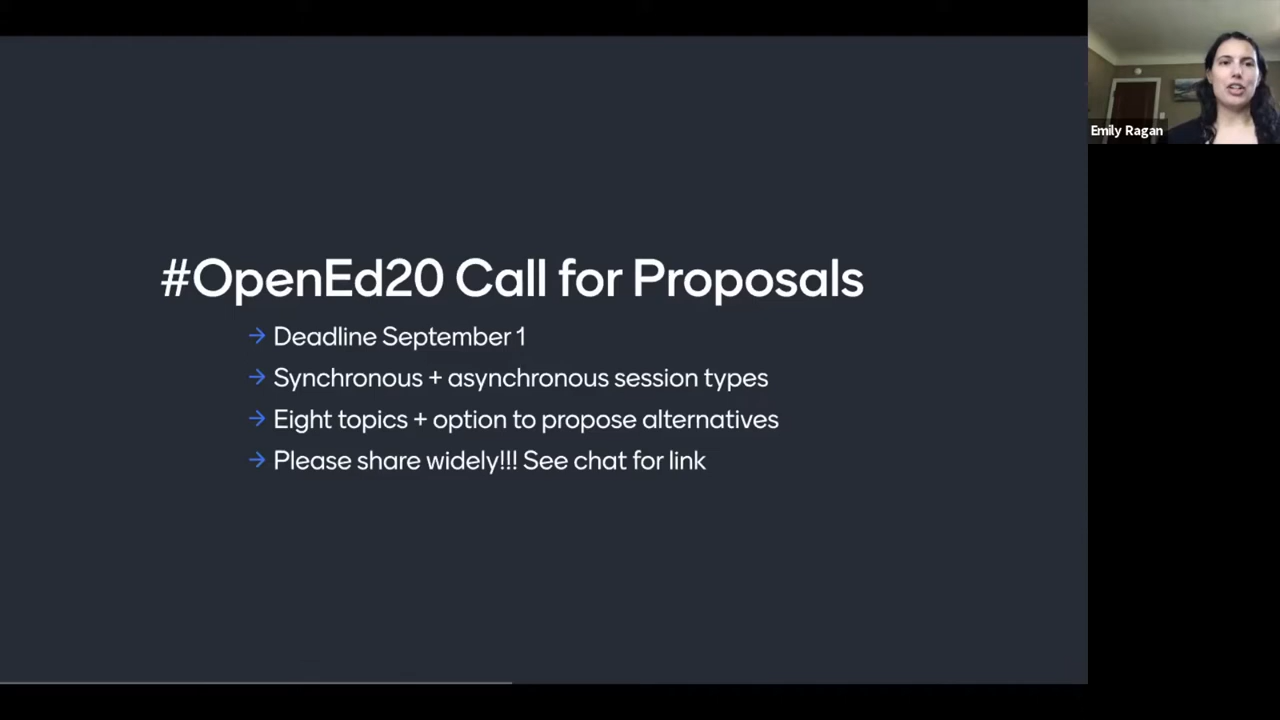 #OpenEd20 Call for Proposals
→ Deadline September 1
→ Synchronous + asynchronous session types
→ Eight topics + option to propose alternatives
→ Please share widely!!! See chat for link
Emily Ragan